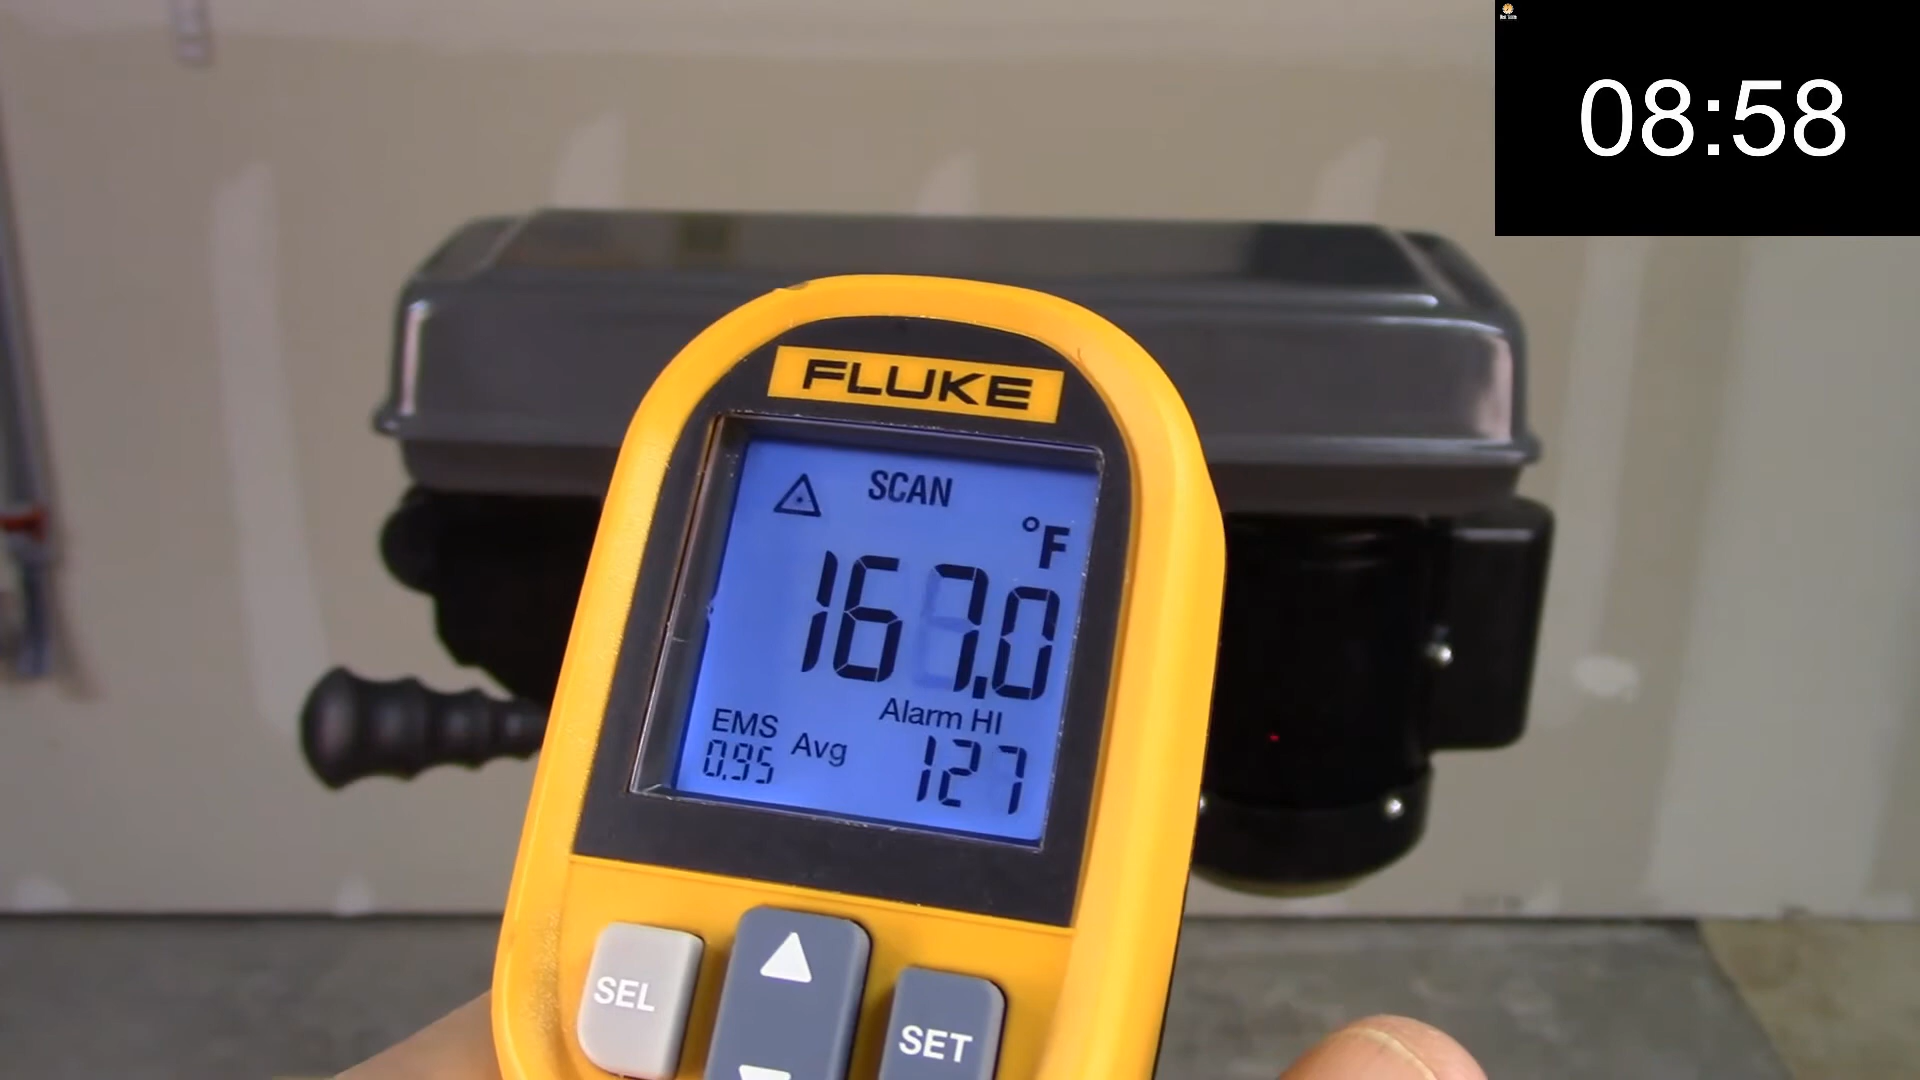 08:58
FLUKE
SCAN
°F
167.0
Alarm HI
EMS
0.95
Avg
127
SEL
SET